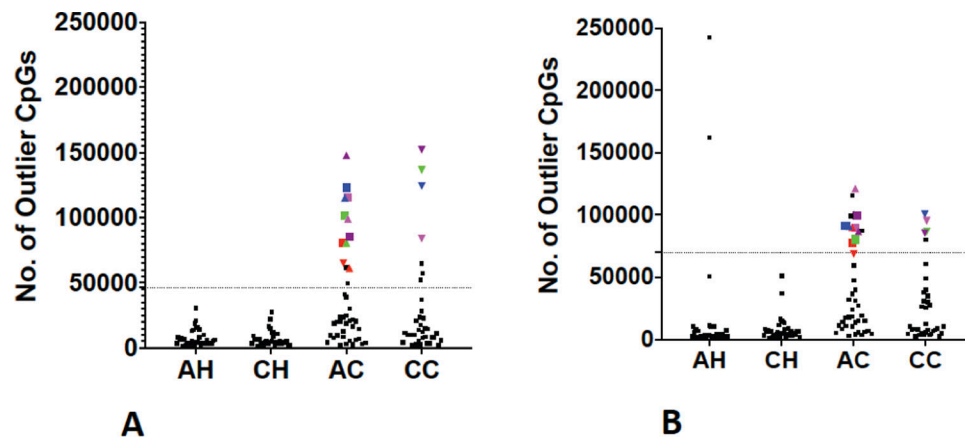 No. of Outlier CpGs
250000
200000
150000
100000
50000
0
AH CH AC CC
A
No. of Outlier CpGs
250000
200000
150000
100000
50000
0
AH CH AC CC
B